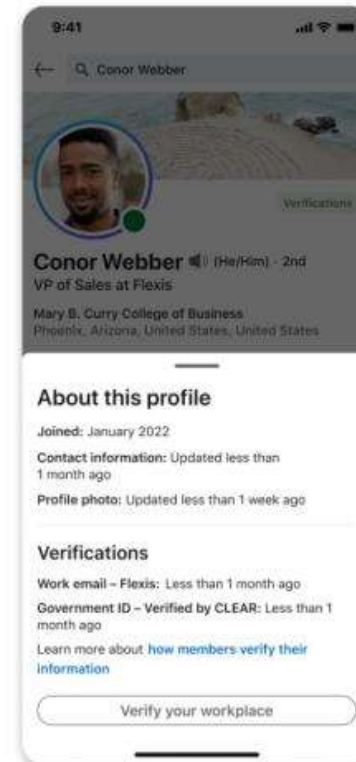 9:41
Conor Webber
Verifications
Conor Webber (He/Him) · 2nd
VP of Sales at Flexis
Mary B. Curry College of Business
Phoenix, Arizona, United States, United States
About this profile
Joined: January 2022
Contact information: Updated less than
1 month ago
Profile photo: Updated less than 1 week ago
Verifications
Work email – Flexis: Less than 1 month ago
Government ID – Verified by CLEAR: Less than 1
month ago
Learn more about how members verify their
information
Verify your workplace